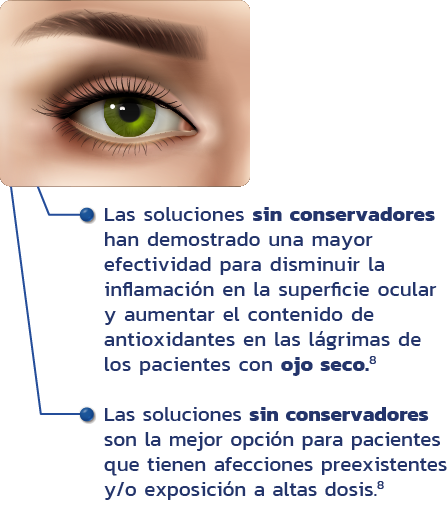 Las soluciones sin conservadores
han demostrado una mayor
efectividad para disminuir la
inflamación en la superficie ocular
y aumentar el contenido de
antioxidantes en las lágrimas de
los pacientes con ojo seco.⁸
Las soluciones sin conservadores
son la mejor opción para pacientes
que tienen afecciones preexistentes
y/o exposición a altas dosis.⁸